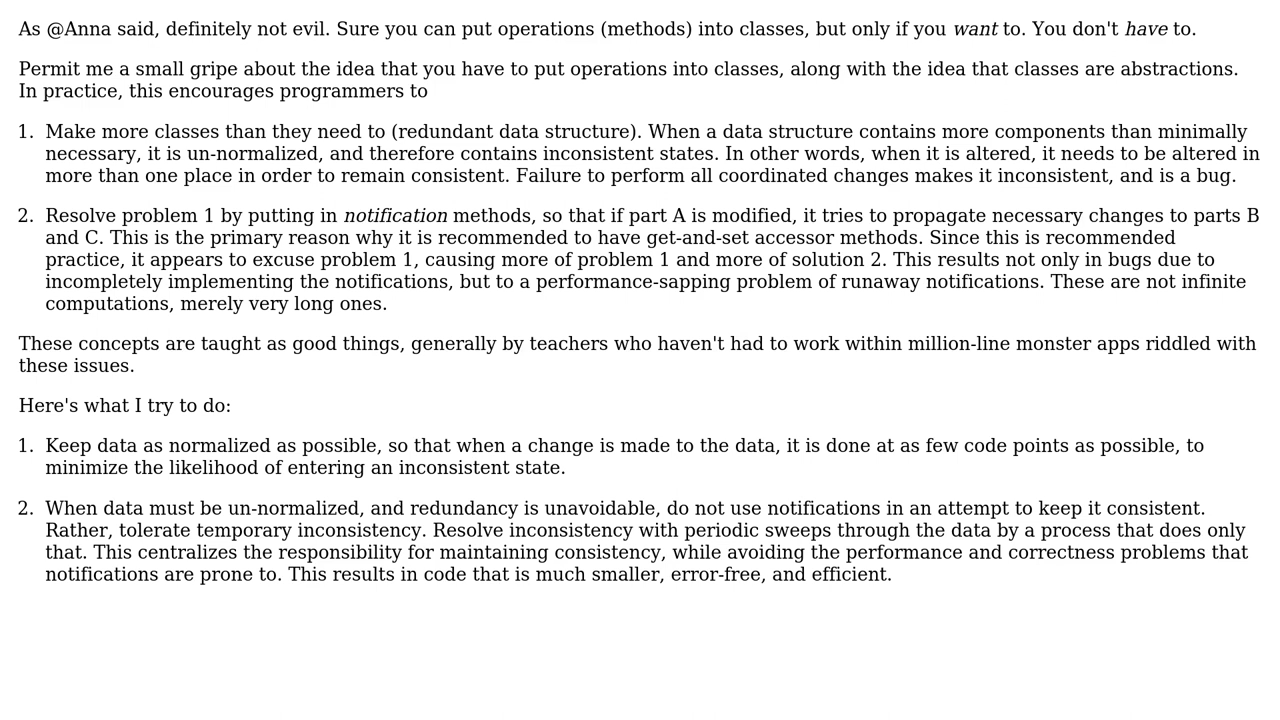 As @Anna said, definitely not evil. Sure you can put operations (methods) into classes, but only if you want to. You don't have to.
Permit me a small gripe about the idea that you have to put operations into classes, along with the idea that classes are abstractions.
In practice, this encourages programmers to
1. Make more classes than they need to (redundant data structure). When a data structure contains more components than minimally
necessary, it is un-normalized, and therefore contains inconsistent states. In other words, when it is altered, it needs to be altered in
more than one place in order to remain consistent. Failure to perform all coordinated changes makes it inconsistent, and is a bug.
2. Resolve problem 1 by putting in notification methods, so that if part A is modified, it tries to propagate necessary changes to parts B
and C. This is the primary reason why it is recommended to have get-and-set accessor methods. Since this is recommended
practice, it appears to excuse problem 1, causing more of problem 1 and more of solution 2. This results not only in bugs due to
incompletely implementing the notifications, but to a performance-sapping problem of runaway notifications. These are not infinite
computations, merely very long ones.
These concepts are taught as good things, generally by teachers who haven't had to work within million-line monster apps riddled with
these issues.
Here's what I try to do:
1. Keep data as normalized as possible, so that when a change is made to the data, it is done at as few code points as possible, to
minimize the likelihood of entering an inconsistent state.
2. When data must be un-normalized, and redundancy is unavoidable, do not use notifications in an attempt to keep it consistent.
Rather, tolerate temporary inconsistency. Resolve inconsistency with periodic sweeps through the data by a process that does only
that. This centralizes the responsibility for maintaining consistency, while avoiding the performance and correctness problems that
notifications are prone to. This results in code that is much smaller, error-free, and efficient.